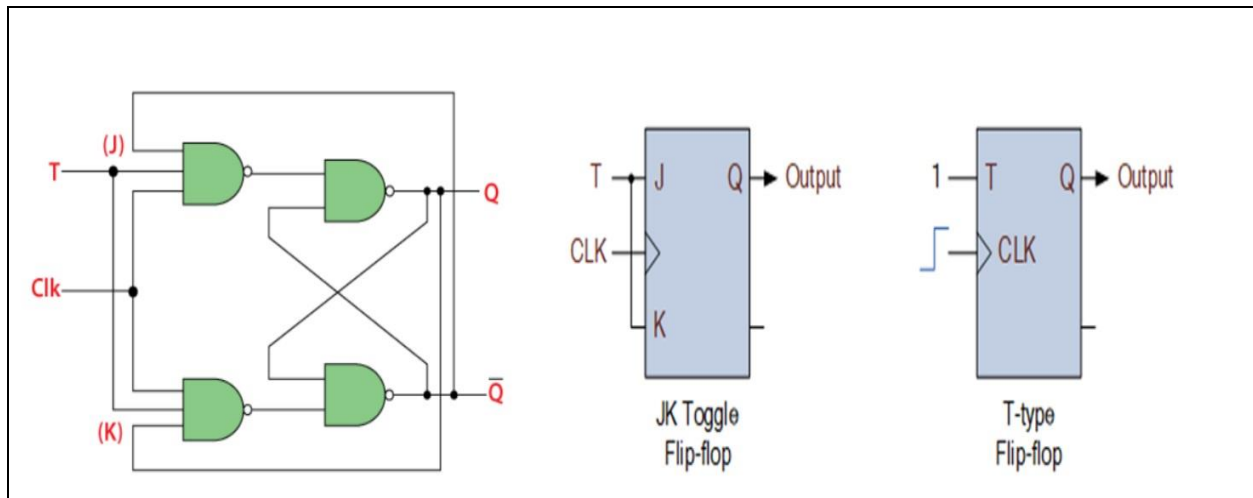 (J)
T
Q
Clk
Q̅
(K)
T
J
Q
Output
CLK
K
JK Toggle
Flip-flop
1
T
Q
Output
CLK
T-type
Flip-flop